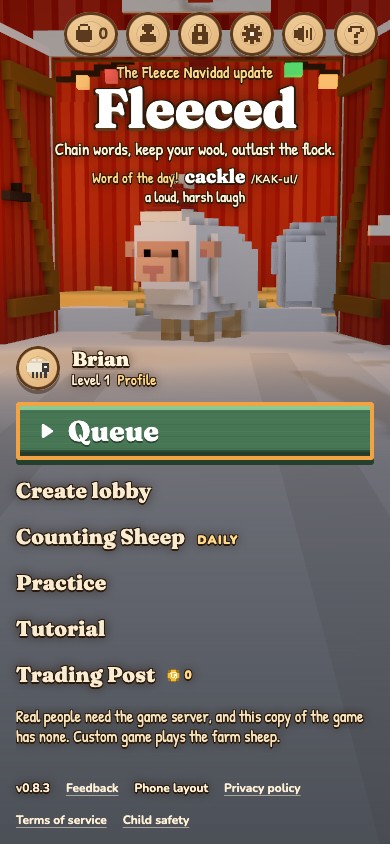 0
The Fleece Navidad update
Fleeced
Chain words, keep your wool, outlast the flock.
Word of the day! cackle /KAK-ul/
a loud, harsh laugh
Brian
Level 1 Profile
Queue
Create lobby
Counting Sheep DAILY
Practice
Tutorial
Trading Post 0
Real people need the game server, and this copy of the game
has none. Custom game plays the farm sheep.
v0.8.3 Feedback Phone layout Privacy policy
Terms of service Child safety